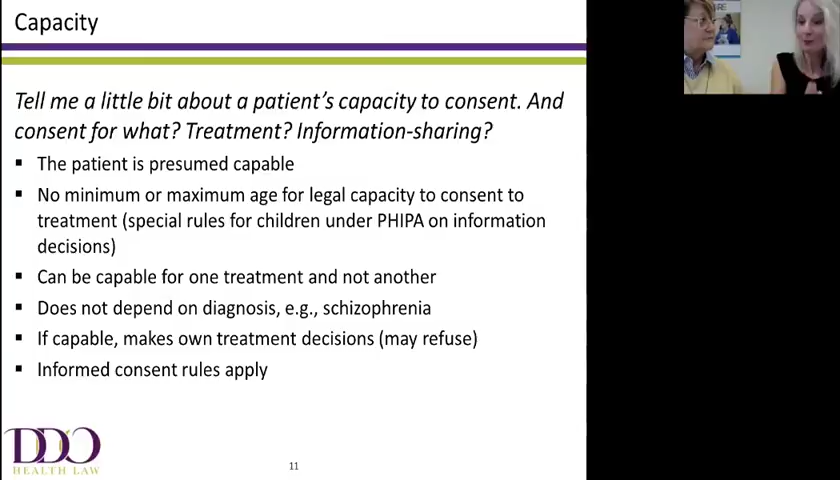 Capacity
Tell me a little bit about a patient's capacity to consent. And
consent for what? Treatment? Information-sharing?
▪ The patient is presumed capable
▪ No minimum or maximum age for legal capacity to consent to
treatment (special rules for children under PHIPA on information
decisions)
▪ Can be capable for one treatment and not another
▪ Does not depend on diagnosis, e.g., schizophrenia
▪ If capable, makes own treatment decisions (may refuse)
▪ Informed consent rules apply
DDO
HEALTH LAW
11